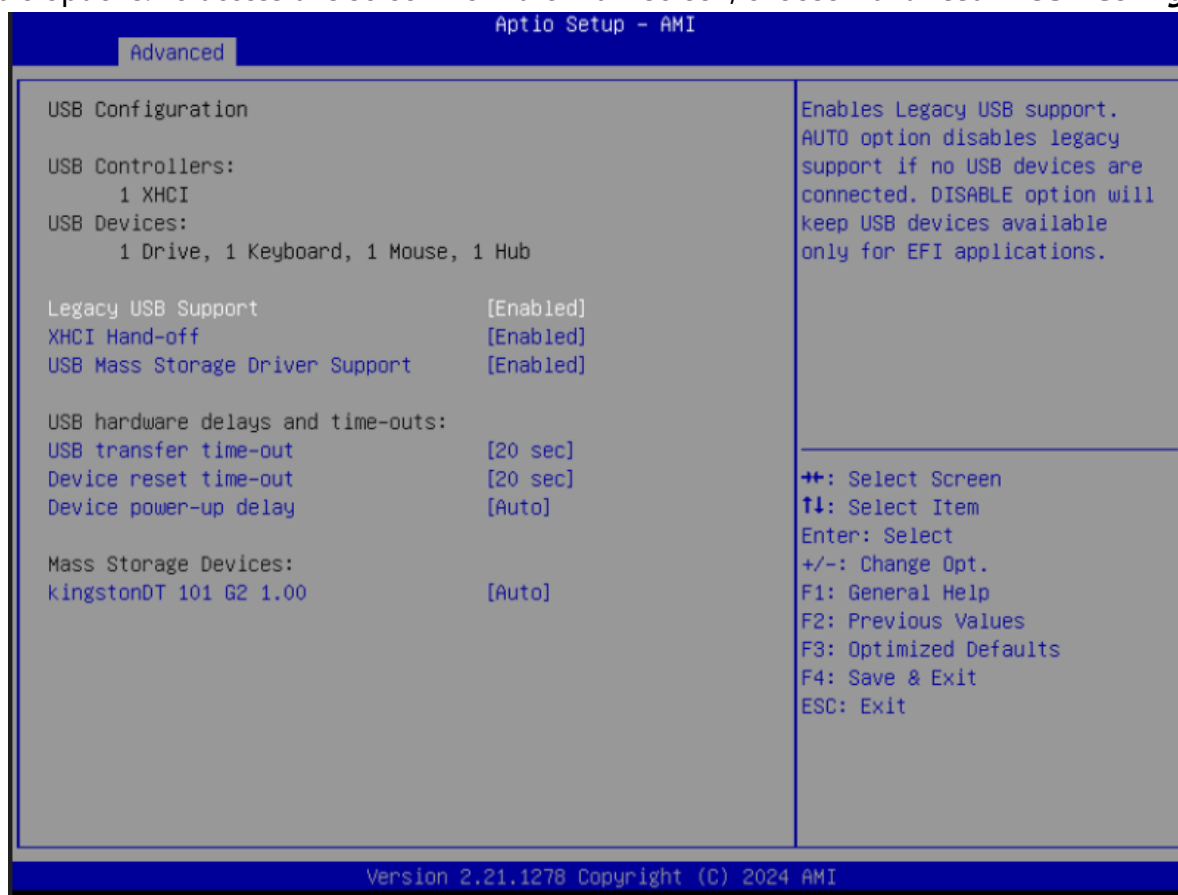 Aptio Setup - AMI
Advanced
USB Configuration
USB Controllers:
1 XHCI
USB Devices:
1 Drive, 1 Keyboard, 1 Mouse, 1 Hub
Legacy USB Support [Enabled]
XHCI Hand-off [Enabled]
USB Mass Storage Driver Support [Enabled]
USB hardware delays and time-outs:
USB transfer time-out [20 sec]
Device reset time-out [20 sec]
Device power-up delay [Auto]
Mass Storage Devices:
kingstonDT 101 G2 1.00 [Auto]
Enables Legacy USB support.
AUTO option disables legacy
support if no USB devices are
connected. DISABLE option will
keep USB devices available
only for EFI applications.
→←: Select Screen
↑↓: Select Item
Enter: Select
+/-: Change Opt.
F1: General Help
F2: Previous Values
F3: Optimized Defaults
F4: Save & Exit
ESC: Exit
Version 2.21.1278 Copyright (C) 2024 AMI